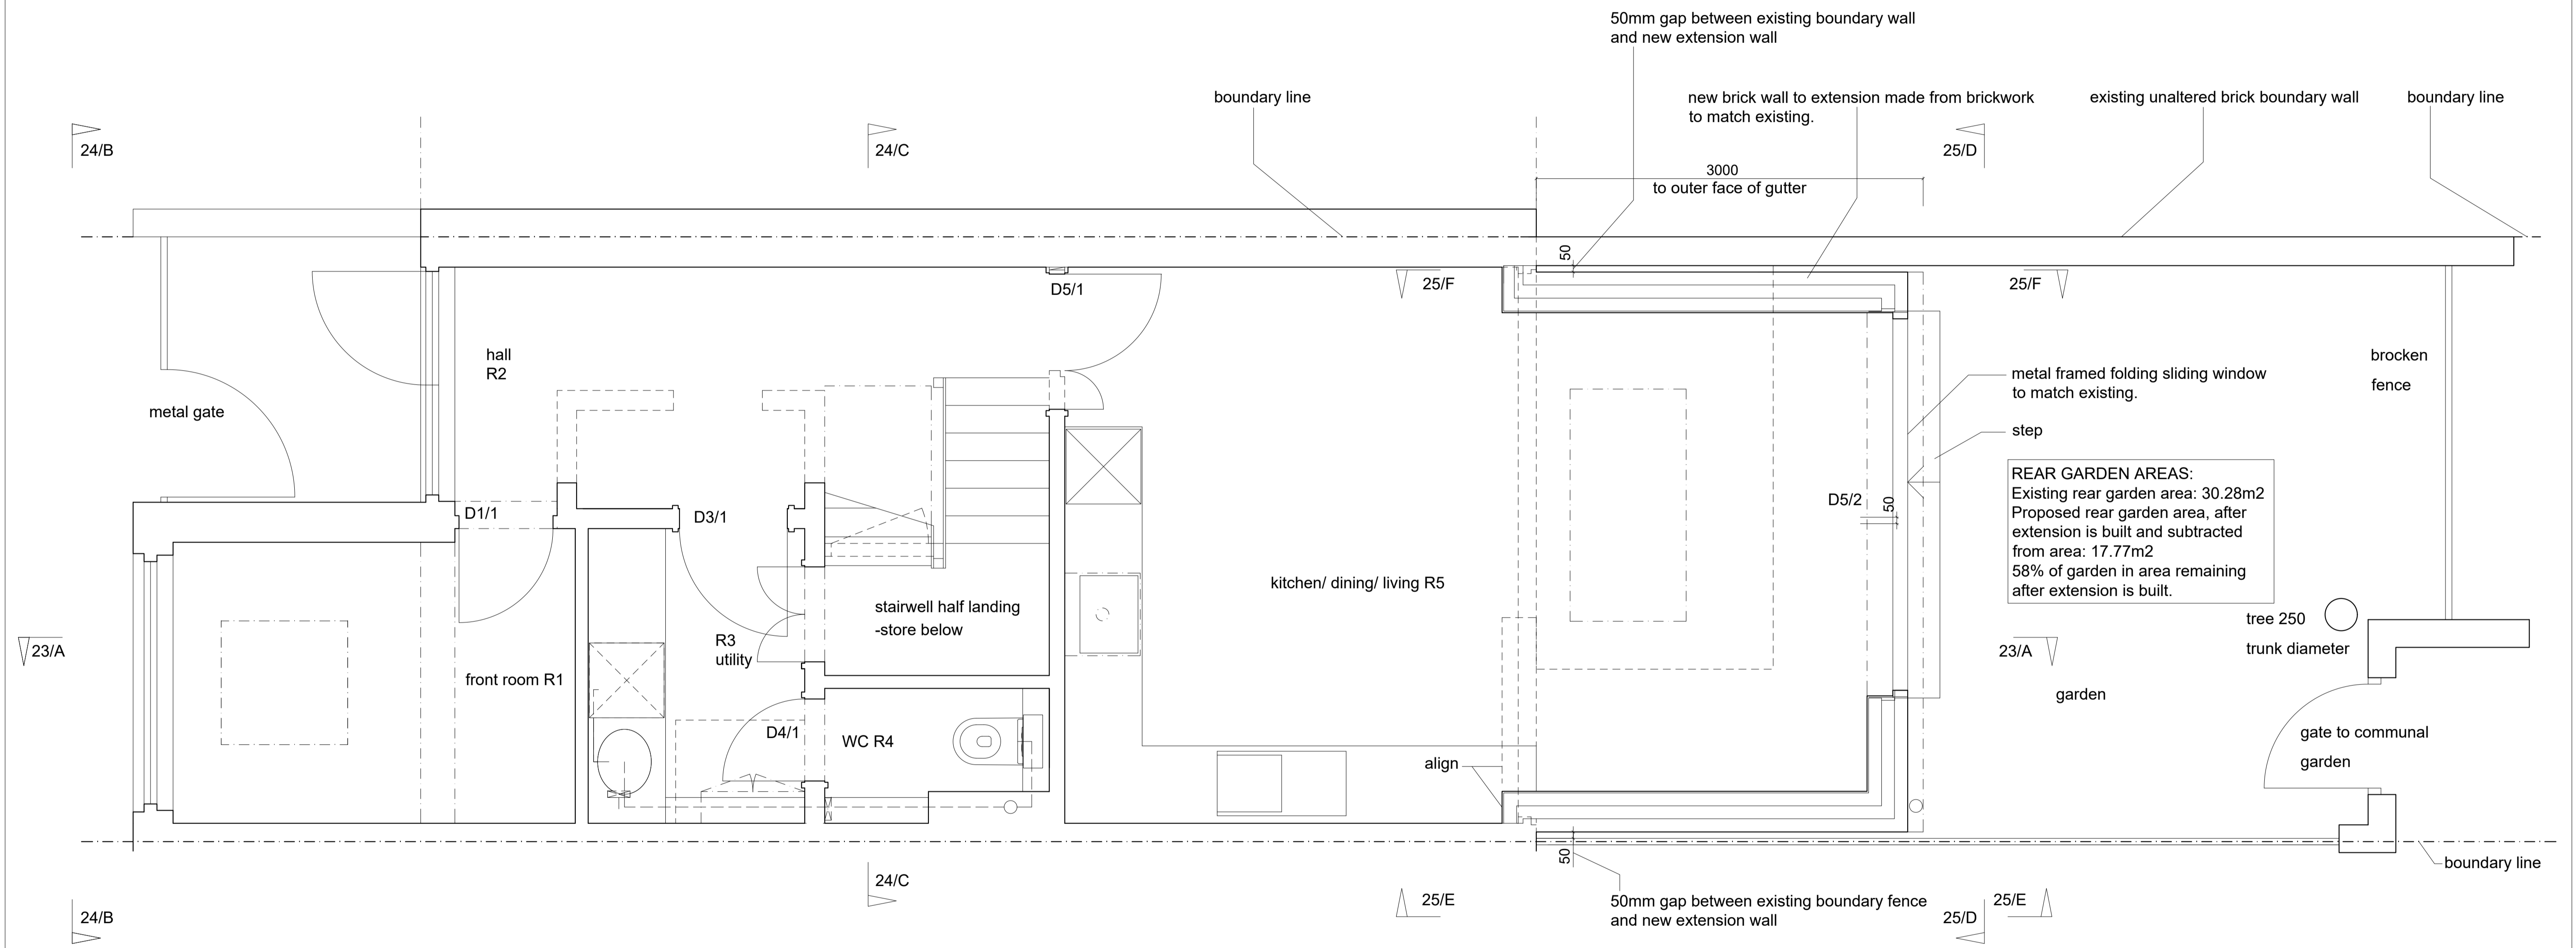 50mm gap between existing boundary wall
and new extension wall
boundary line
new brick wall to extension made from brickwork
to match existing.
existing unaltered brick boundary wall
boundary line
24/B
24/C
25/D
3000
to outer face of gutter
50
D5/1
25/F
25/F
hall
R2
metal gate
brocken
fence
metal framed folding sliding window
to match existing.
step
REAR GARDEN AREAS:
Existing rear garden area: 30.28m2
Proposed rear garden area, after
extension is built and subtracted
from area: 17.77m2
58% of garden in area remaining
after extension is built.
D1/1
D3/1
D5/2
50
kitchen/ dining/ living R5
stairwell half landing
-store below
R3
utility
tree 250
trunk diameter
23/A
23/A
front room R1
garden
D4/1
WC R4
gate to communal
garden
align
50
boundary line
24/C
25/E
50mm gap between existing boundary fence
and new extension wall
25/E
24/B
25/D